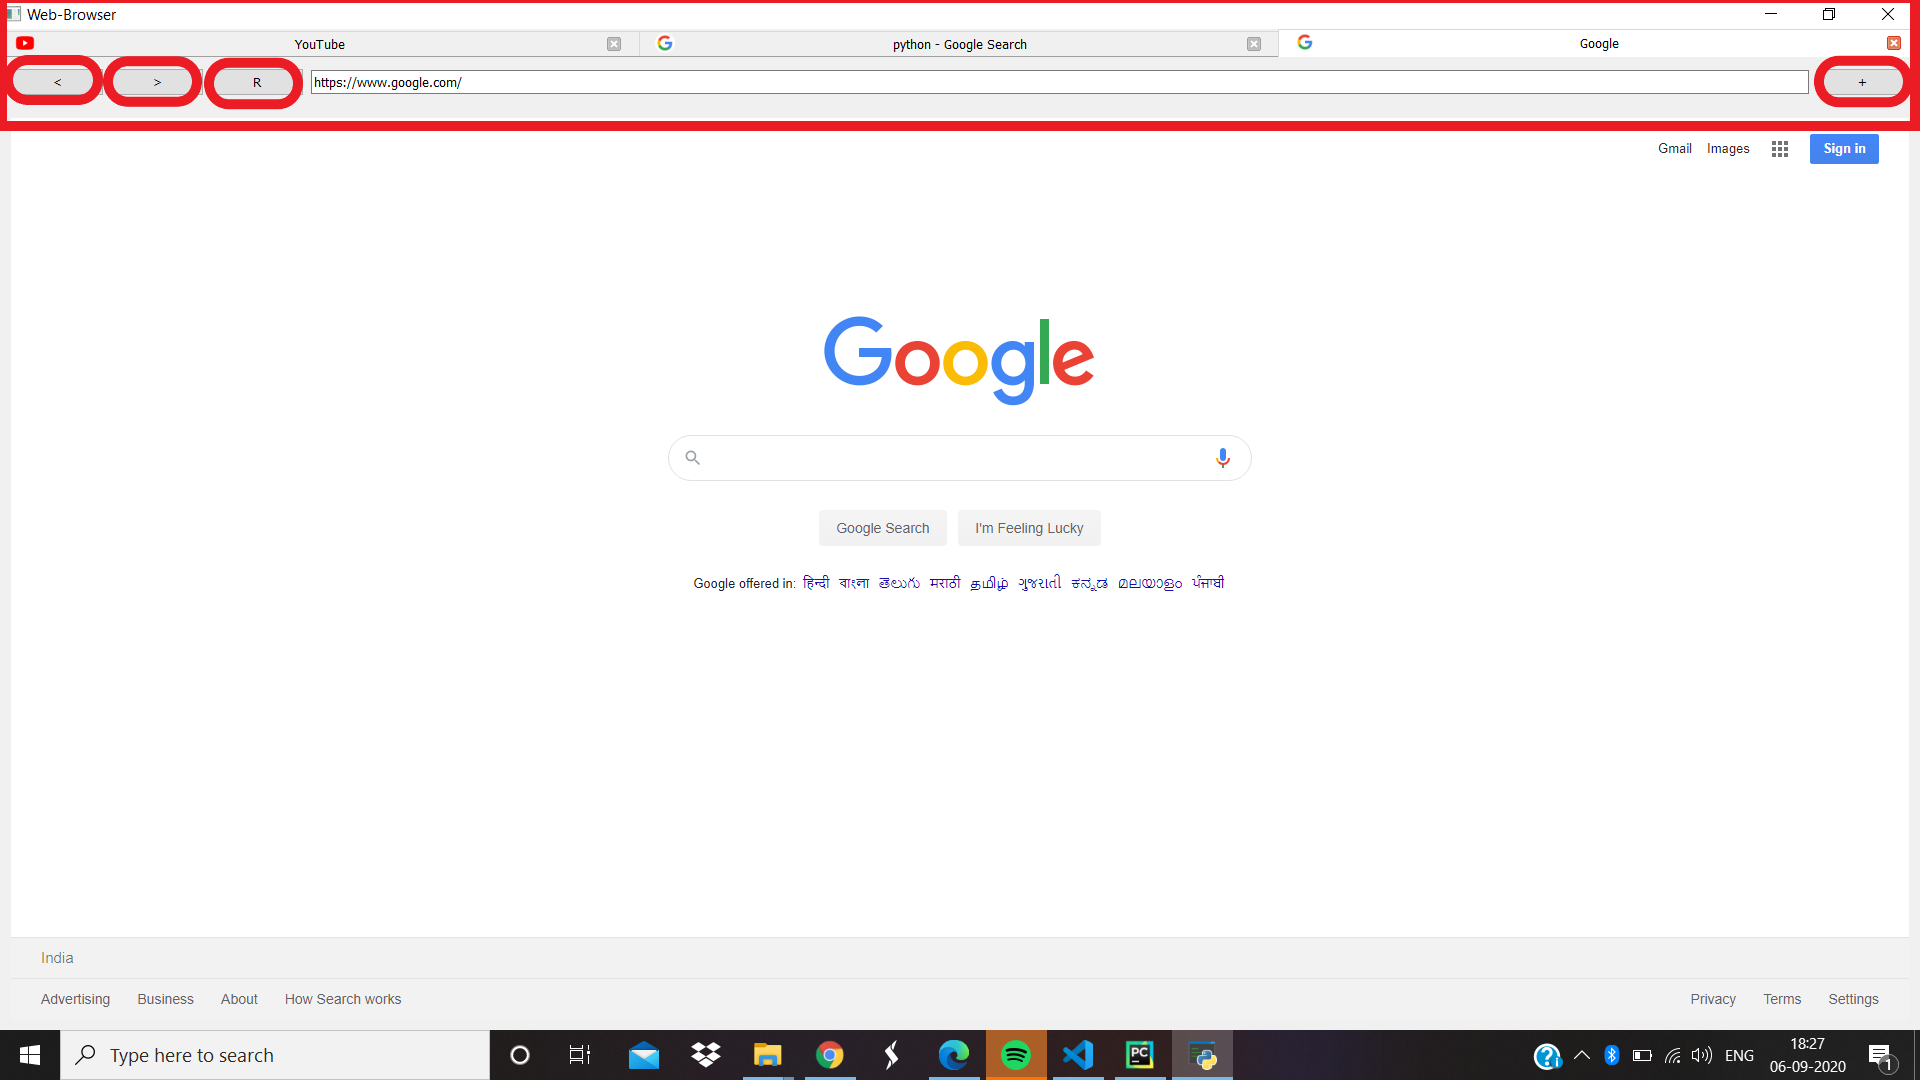 Web-Browser
YouTube
python - Google Search
Google
<
>
R
https://www.google.com/
+
Gmail Images
Sign in
Google
Google Search I'm Feeling Lucky
Google offered in: हिन्दी বাংলা తెలుగు मराठी தமிழ் ગુજરાતી ಕನ್ನಡ മലയാളം ਪੰਜਾਬੀ
India
Advertising Business About How Search works
Privacy Terms Settings
Type here to search
PC
ENG
18:27
06-09-2020
1